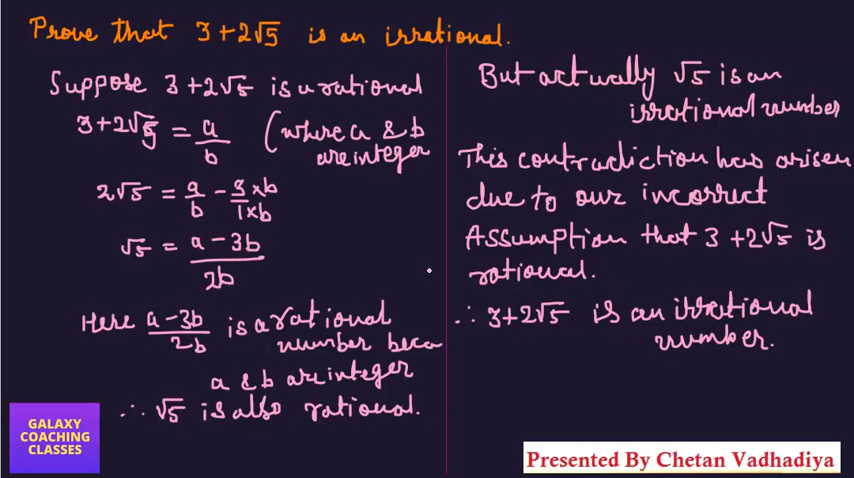 Prove that 3+2√5 is an irrational.
Suppose 3+2√5 is a rational
3+2√5 = a/b (where a & b
are integer
2√5 = a/b - 3×b/1×b
√5 = a-3b/2b
Here a-3b/2b is a rational
number becau
a & b are integer
∴ √5 is also rational.
But actually √5 is an
irrational number
This contradiction has arisen
due to our incorrect
Assumption that 3+2√5 is
rational.
∴ 3+2√5 is an irrational
number.
GALAXY
COACHING
CLASSES
Presented By Chetan Vadhadiya